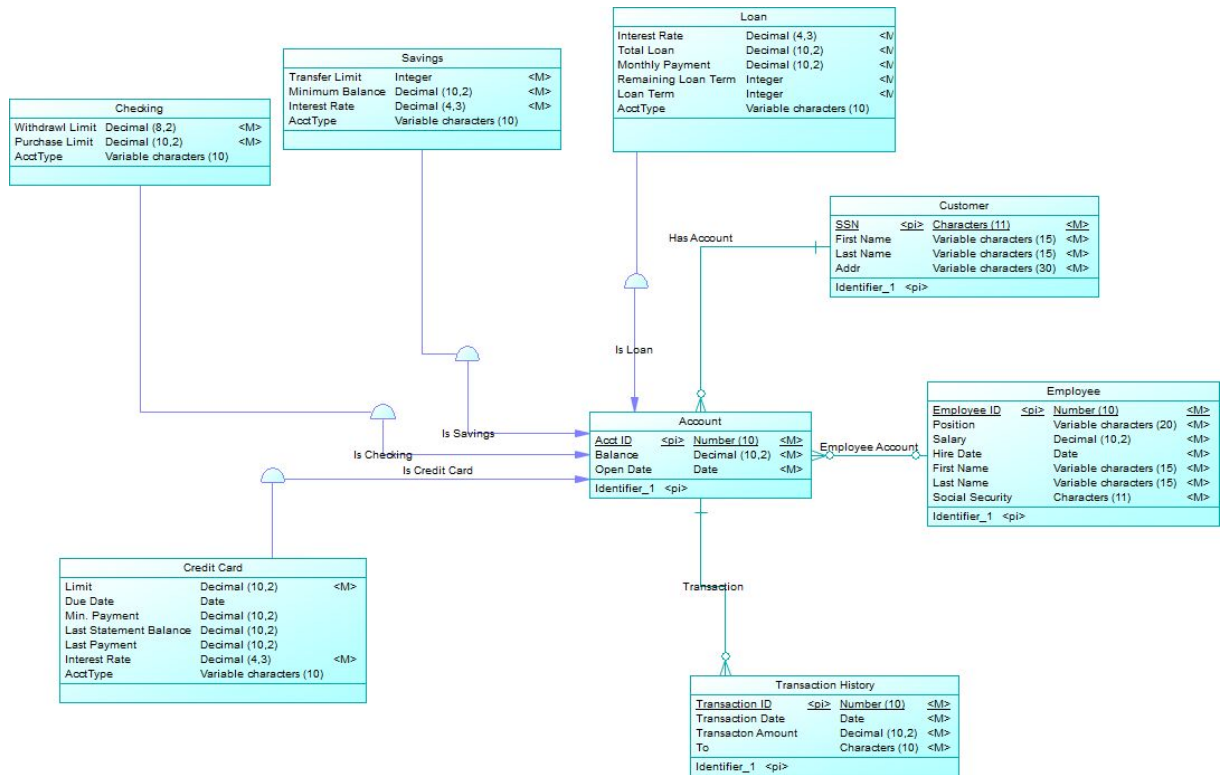 Loan
Interest Rate Decimal (4,3) <M
Total Loan Decimal (10,2) <M
Monthly Payment Decimal (10,2) <M
Remaining Loan Term Integer <M
Loan Term Integer <M
AcctType Variable characters (10)
Savings
Transfer Limit Integer <M>
Minimum Balance Decimal (10,2) <M>
Interest Rate Decimal (4,3) <M>
AcctType Variable characters (10)
Checking
Withdrawl Limit Decimal (8,2) <M>
Purchase Limit Decimal (10,2) <M>
AcctType Variable characters (10)
Customer
SSN <pi> Characters (11) <M>
First Name Variable characters (15) <M>
Last Name Variable characters (15) <M>
Addr Variable characters (30) <M>
Identifier_1 <pi>
Has Account
Is Loan
Employee
Employee ID <pi> Number (10) <M>
Position Variable characters (20) <M>
Salary Decimal (10,2) <M>
Hire Date Date <M>
First Name Variable characters (15) <M>
Last Name Variable characters (15) <M>
Social Security Characters (11) <M>
Identifier_1 <pi>
Account
Acct ID <pi> Number (10) <M>
Balance Decimal (10,2) <M>
Open Date Date <M>
Identifier_1 <pi>
Employee Account
Is Savings
Is Checking
Is Credit Card
Credit Card
Limit Decimal (10,2) <M>
Due Date Date
Min. Payment Decimal (10,2)
Last Statement Balance Decimal (10,2)
Last Payment Decimal (10,2)
Interest Rate Decimal (4,3) <M>
AcctType Variable characters (10)
Transaction
Transaction History
Transaction ID <pi> Number (10) <M>
Transaction Date Date <M>
Transacton Amount Decimal (10,2) <M>
To Characters (10) <M>
Identifier_1 <pi>